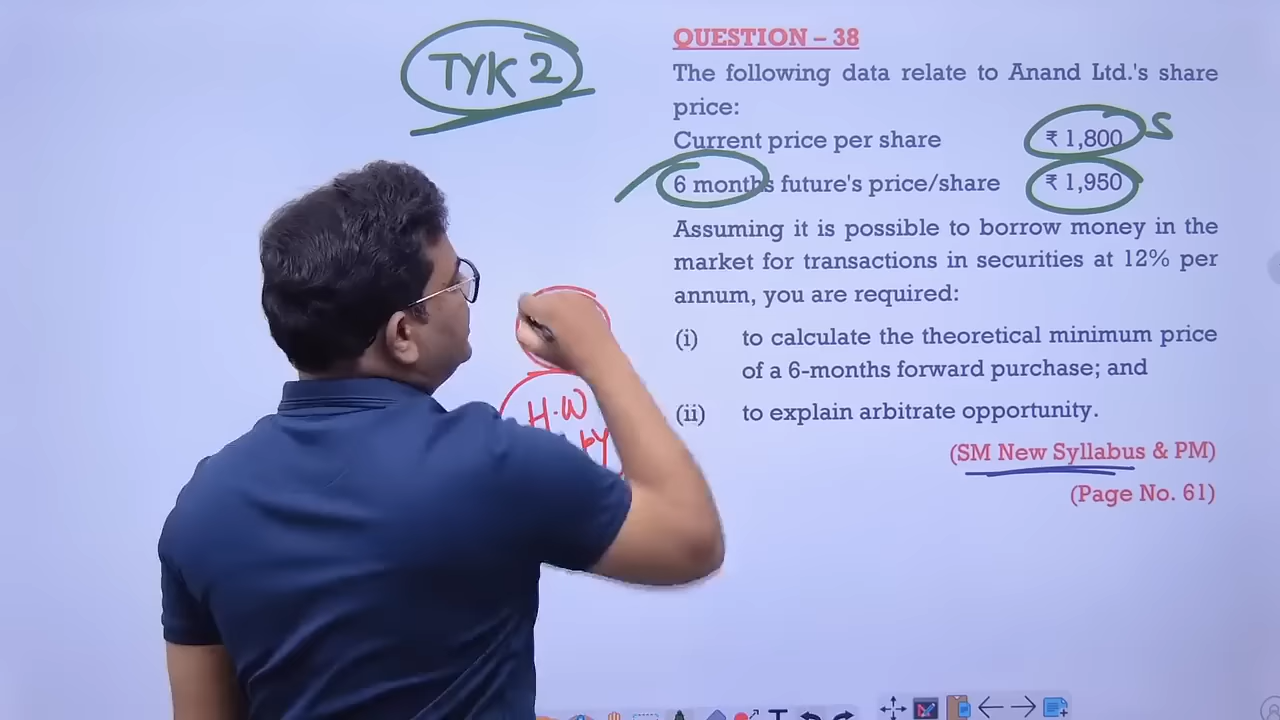 TYK 2
QUESTION – 38
The following data relate to Anand Ltd.'s share
price:
Current price per share ₹ 1,800 S
6 months future's price/share ₹ 1,950
Assuming it is possible to borrow money in the
market for transactions in securities at 12% per
annum, you are required:
(i) to calculate the theoretical minimum price
of a 6-months forward purchase; and
(ii) to explain arbitrate opportunity.
H.W
(SM New Syllabus & PM)
(Page No. 61)